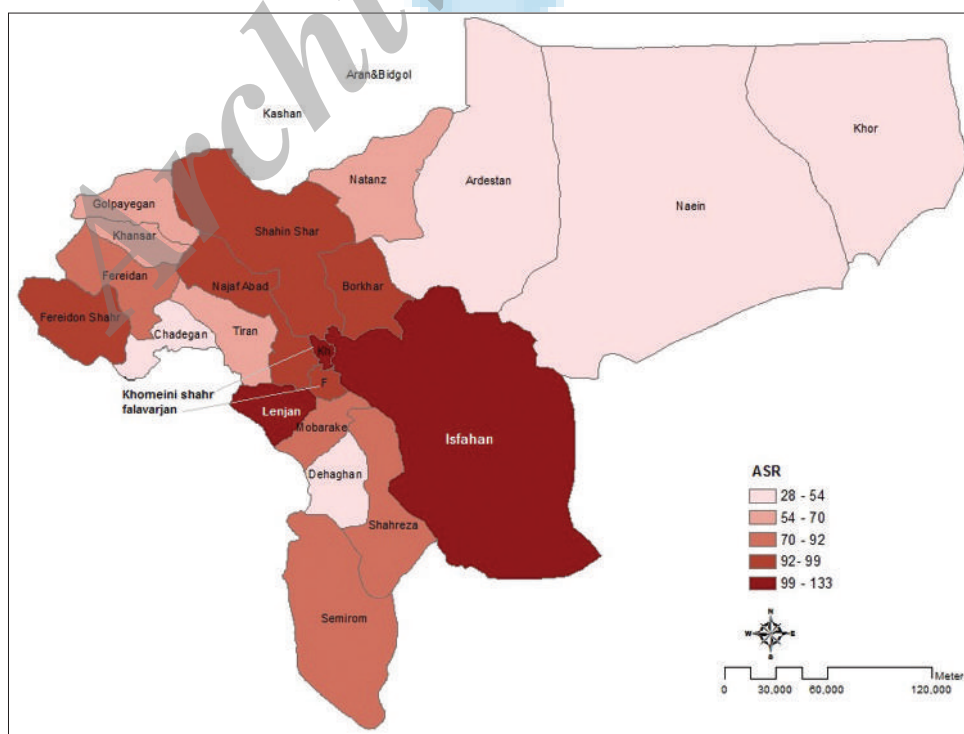 Archiv
Aran&Bidgol
Kashan
Khor
Natanz
Ardestan
Golpayegan
Naein
Khansar
Shahin Shar
Fereidan
Najaf Abad
Borkhar
Fereidon Shahr
Chadegan
Tiran
Kh
Khomeini shahr
falavarjan
F
Lenjan
Mobarake
Isfahan
Dehaghan
Shahreza
Semirom
ASR
28 - 54
54 - 70
70 - 92
92- 99
99 - 133
N
W E
S
Meter
0 30,000 60,000 120,000